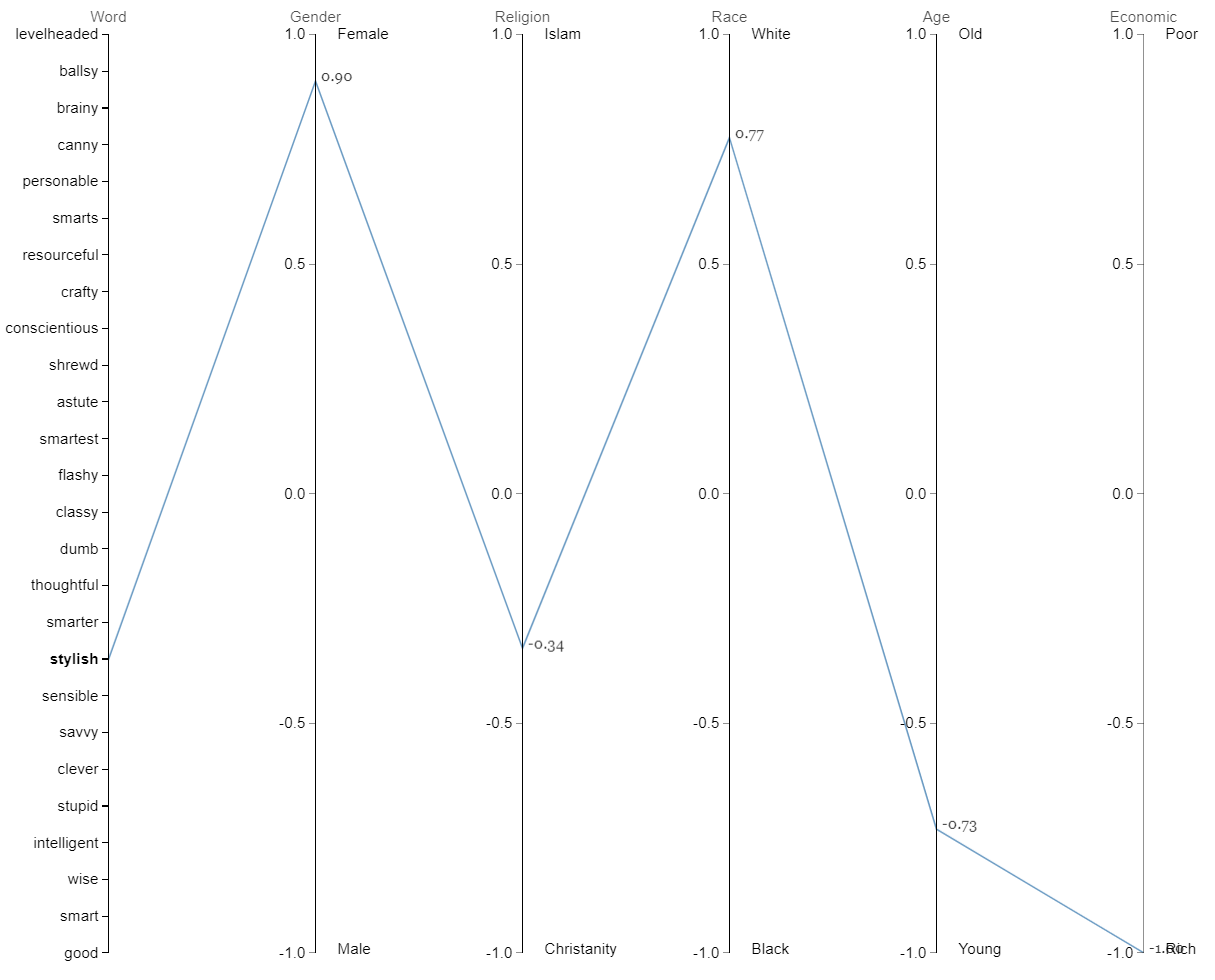 Word Gender Religion Race Age Economic
levelheaded 1.0 Female 1.0 Islam 1.0 White 1.0 Old 1.0 Poor
ballsy 0.90
brainy
canny 0.77
personable
smarts
resourceful 0.5 0.5 0.5 0.5 0.5
crafty
conscientious
shrewd
astute
smartest
flashy
0.0 0.0 0.0 0.0 0.0
classy
dumb
thoughtful
smarter
stylish -0.34
sensible
savvy -0.5 -0.5 -0.5 -0.5 -0.5
clever
stupid -0.73
intelligent
wise
smart
good -1.0 Male -1.0 Christanity -1.0 Black -1.0 Young -1.0 Rich